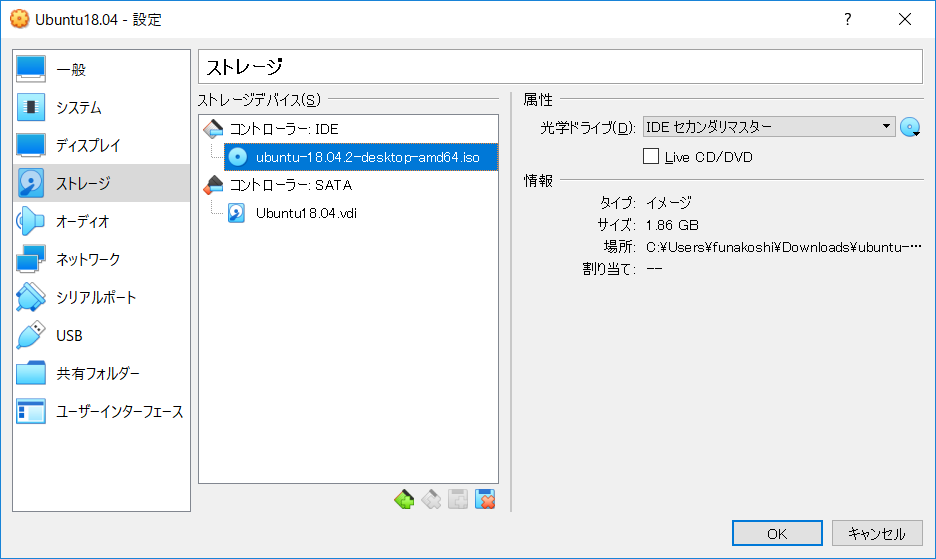 Ubuntu18.04 - 設定
?
一般
システム
ディスプレイ
ストレージ
オーディオ
ネットワーク
シリアルポート
USB
共有フォルダー
ユーザーインターフェース
ストレージ
ストレージデバイス(S)
コントローラー: IDE
ubuntu-18.04.2-desktop-amd64.iso
コントローラー: SATA
Ubuntu18.04.vdi
属性
光学ドライブ(D): IDE セカンダリマスター
Live CD/DVD
情報
タイプ: イメージ
サイズ: 1.86 GB
場所: C:¥Users¥funakoshi¥Downloads¥ubuntu-…
割り当て: --
OK
キャンセル